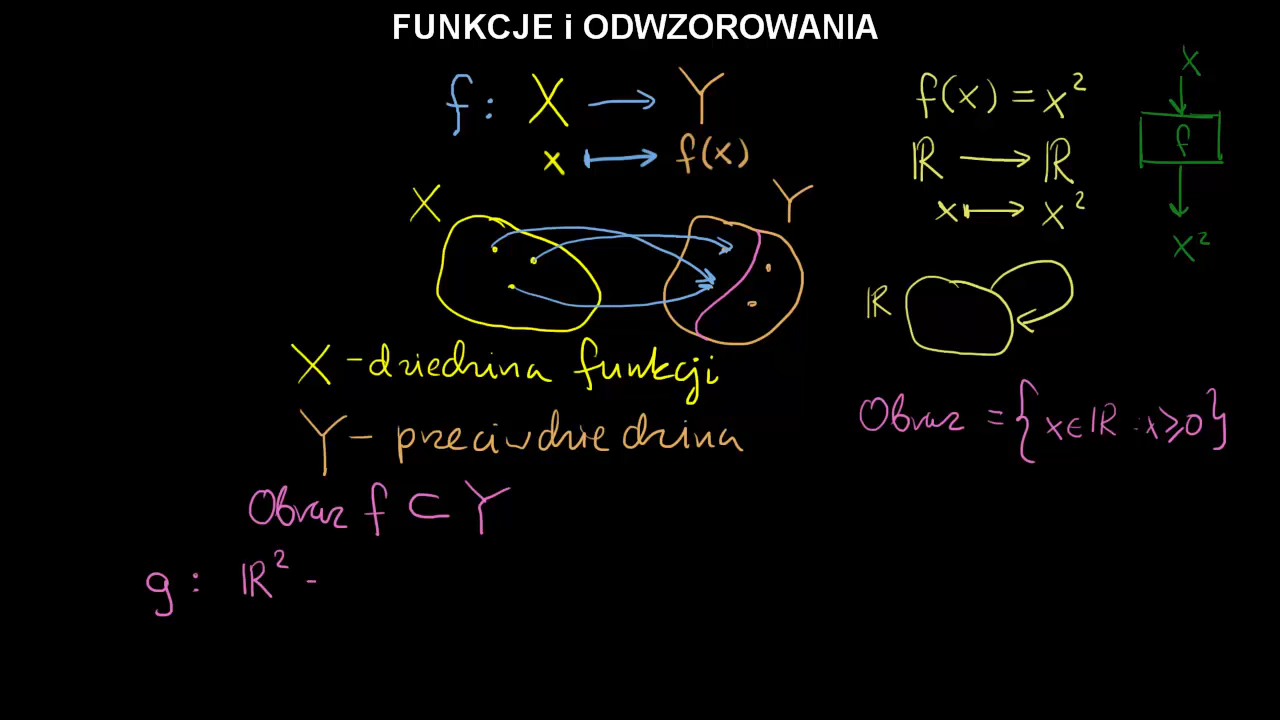 FUNKCJE i ODWZOROWANIA
f: X → Y
x ↦ f(x)
X
Y
X - dziedzina funkcji
Y - przeciwdziedzina
Obraz f ⊂ Y
g: ℝ² -
f(x) = x²
ℝ → ℝ
x ↦ x²
ℝ
Obraz = {x ∈ ℝ : x ⩾ 0}
X
f
X²